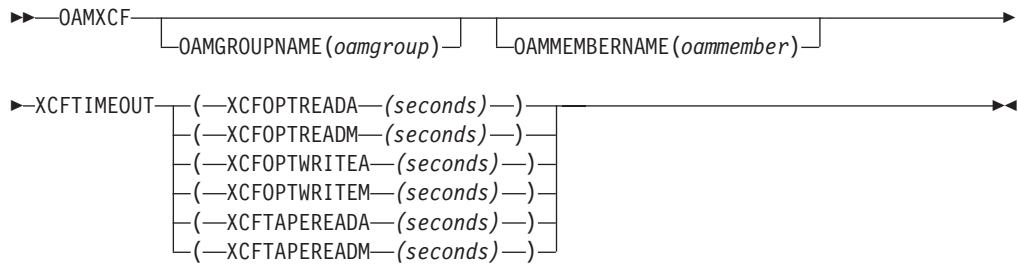 OAMXCF
OAMGROUPNAME(oamgroup) OAMMEMBERNAME(oammember)
XCFTIMEOUT ( XCFOPTREADA (seconds) )
( XCFOPTREADM (seconds) )
( XCFOPTWRITEA (seconds) )
( XCFOPTWRITEM (seconds) )
( XCFTAPEREADA (seconds) )
( XCFTAPEREADM (seconds) )